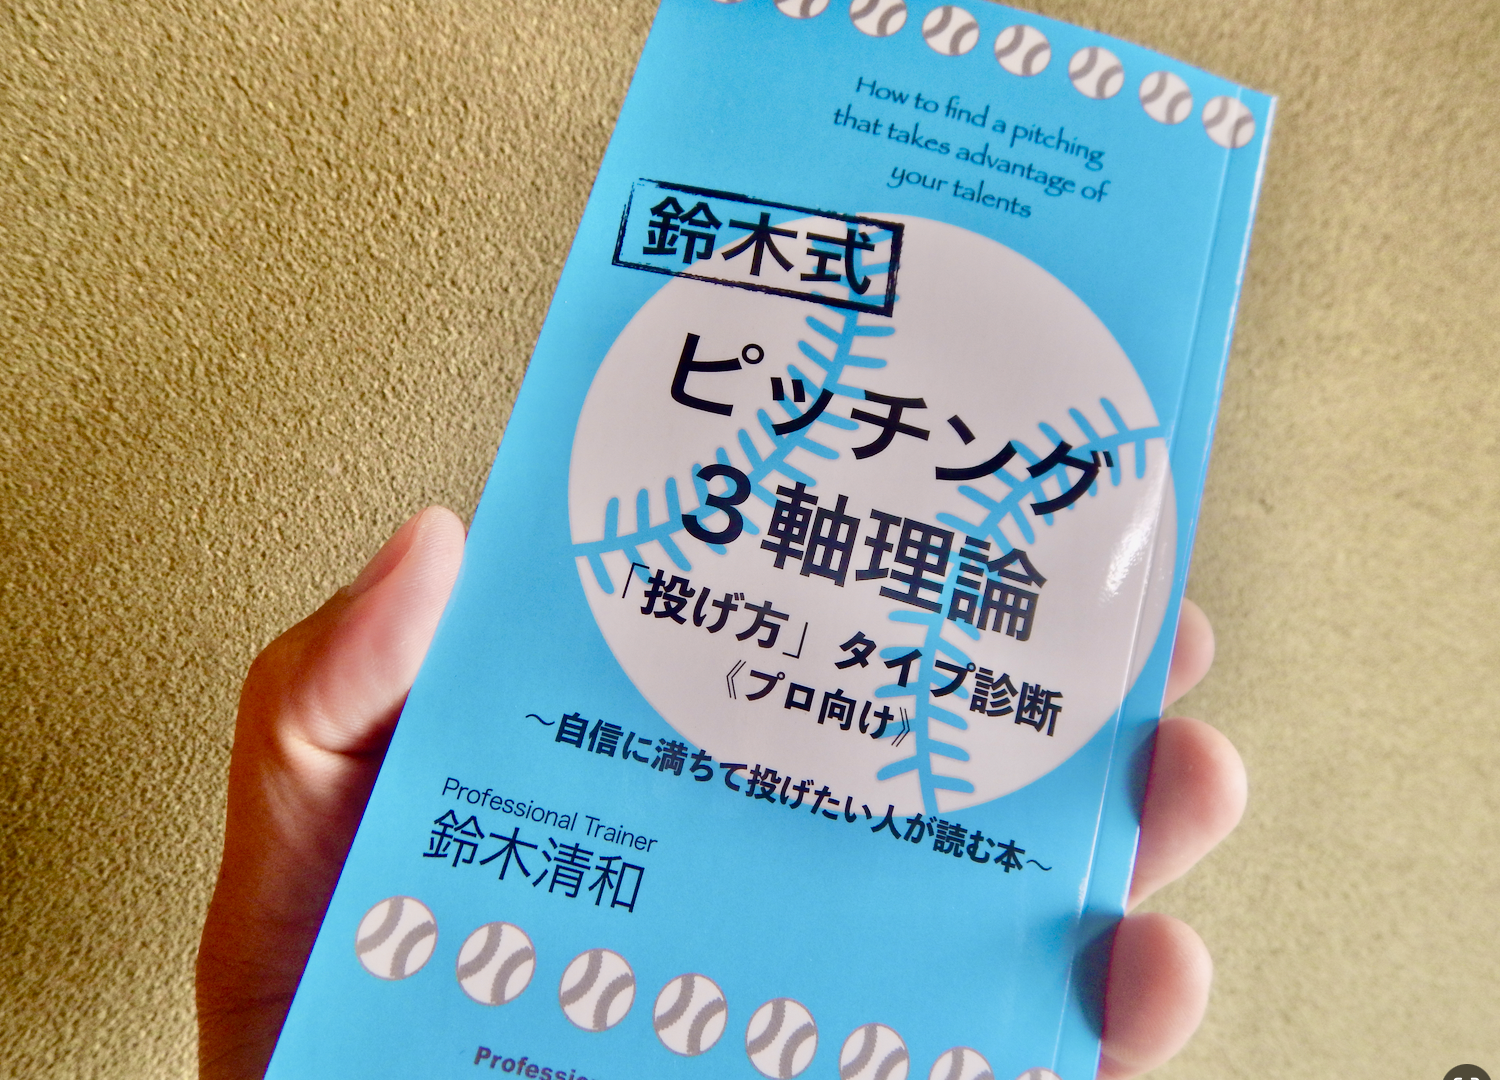 How to find a pitching
that takes advantage of
your talents
鈴木式
ピッチング
3軸理論
「投げ方」タイプ診断
《プロ向け》
～自信に満ちて投げたい人が読む本～
Professional Trainer
鈴木清和